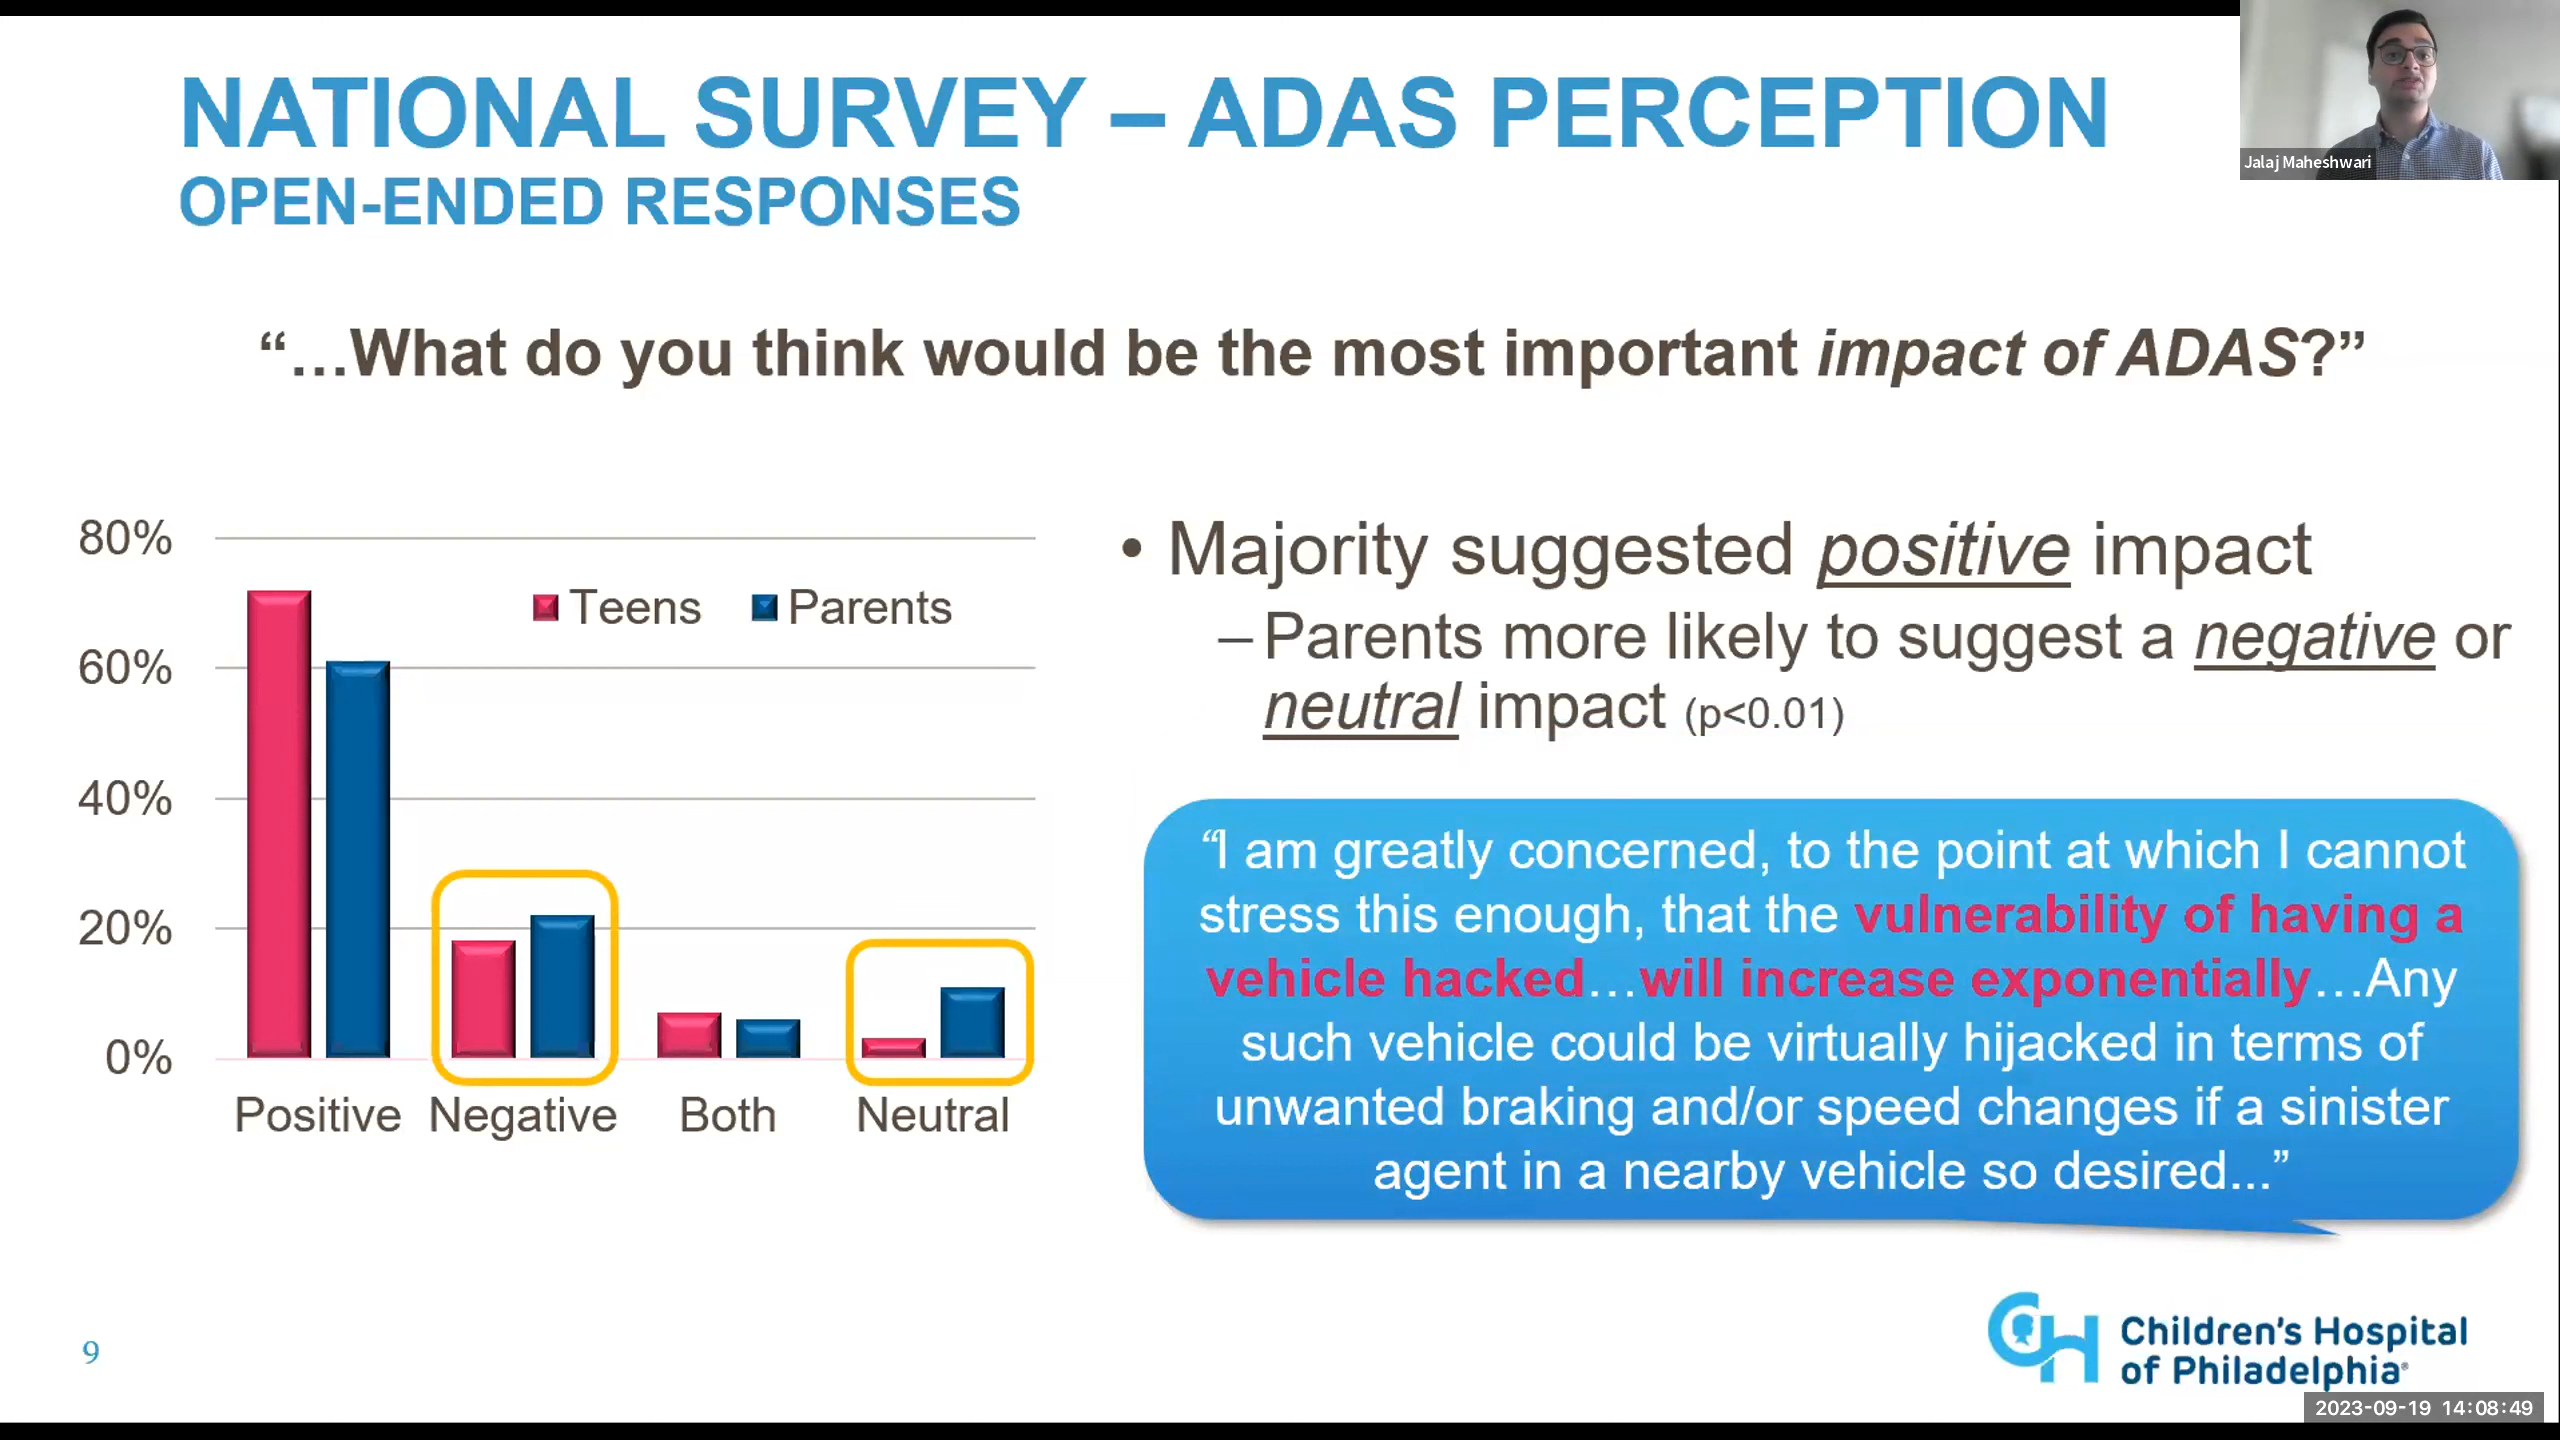 NATIONAL SURVEY – ADAS PERCEPTION
OPEN-ENDED RESPONSES
Jalaj Maheshwari
“…What do you think would be the most important impact of ADAS?”
80%
60%
40%
20%
0%
Teens Parents
Positive Negative Both Neutral
• Majority suggested positive impact
– Parents more likely to suggest a negative or
neutral impact (p<0.01)
“I am greatly concerned, to the point at which I cannot
stress this enough, that the vulnerability of having a
vehicle hacked…will increase exponentially…Any
such vehicle could be virtually hijacked in terms of
unwanted braking and/or speed changes if a sinister
agent in a nearby vehicle so desired...”
9
CH
Children's Hospital
of Philadelphia®
2023-09-19 14:08:49